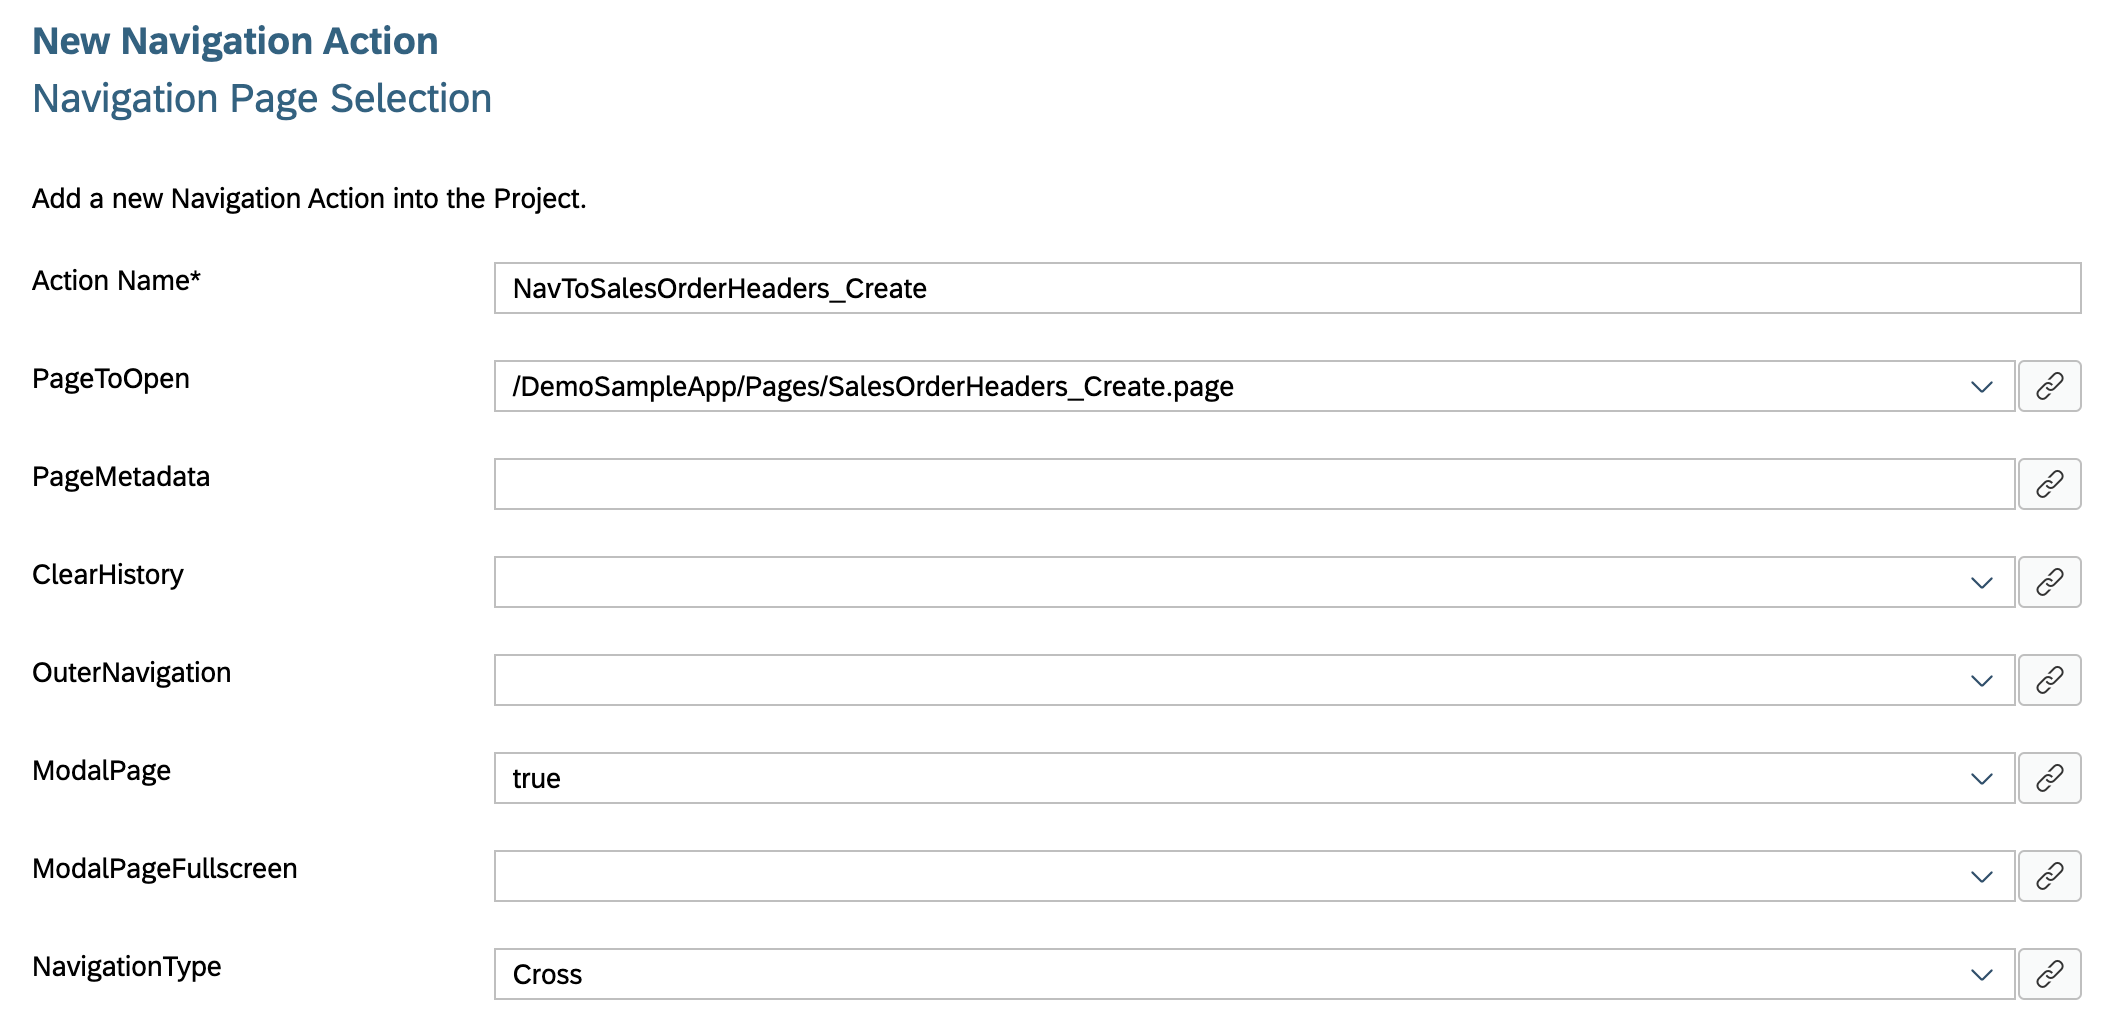 New Navigation Action
Navigation Page Selection
Add a new Navigation Action into the Project.
Action Name*
NavToSalesOrderHeaders_Create
PageToOpen
/DemoSampleApp/Pages/SalesOrderHeaders_Create.page
PageMetadata
ClearHistory
OuterNavigation
ModalPage
true
ModalPageFullscreen
NavigationType
Cross